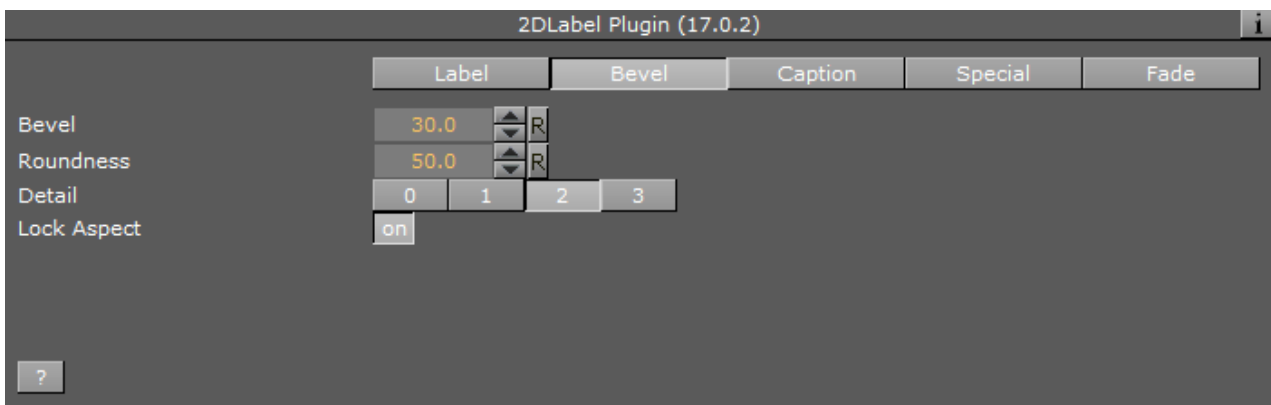 2DLabel Plugin (17.0.2) i
Label Bevel Caption Special Fade
Bevel 30.0 R
Roundness 50.0 R
Detail 0 1 2 3
Lock Aspect on
?